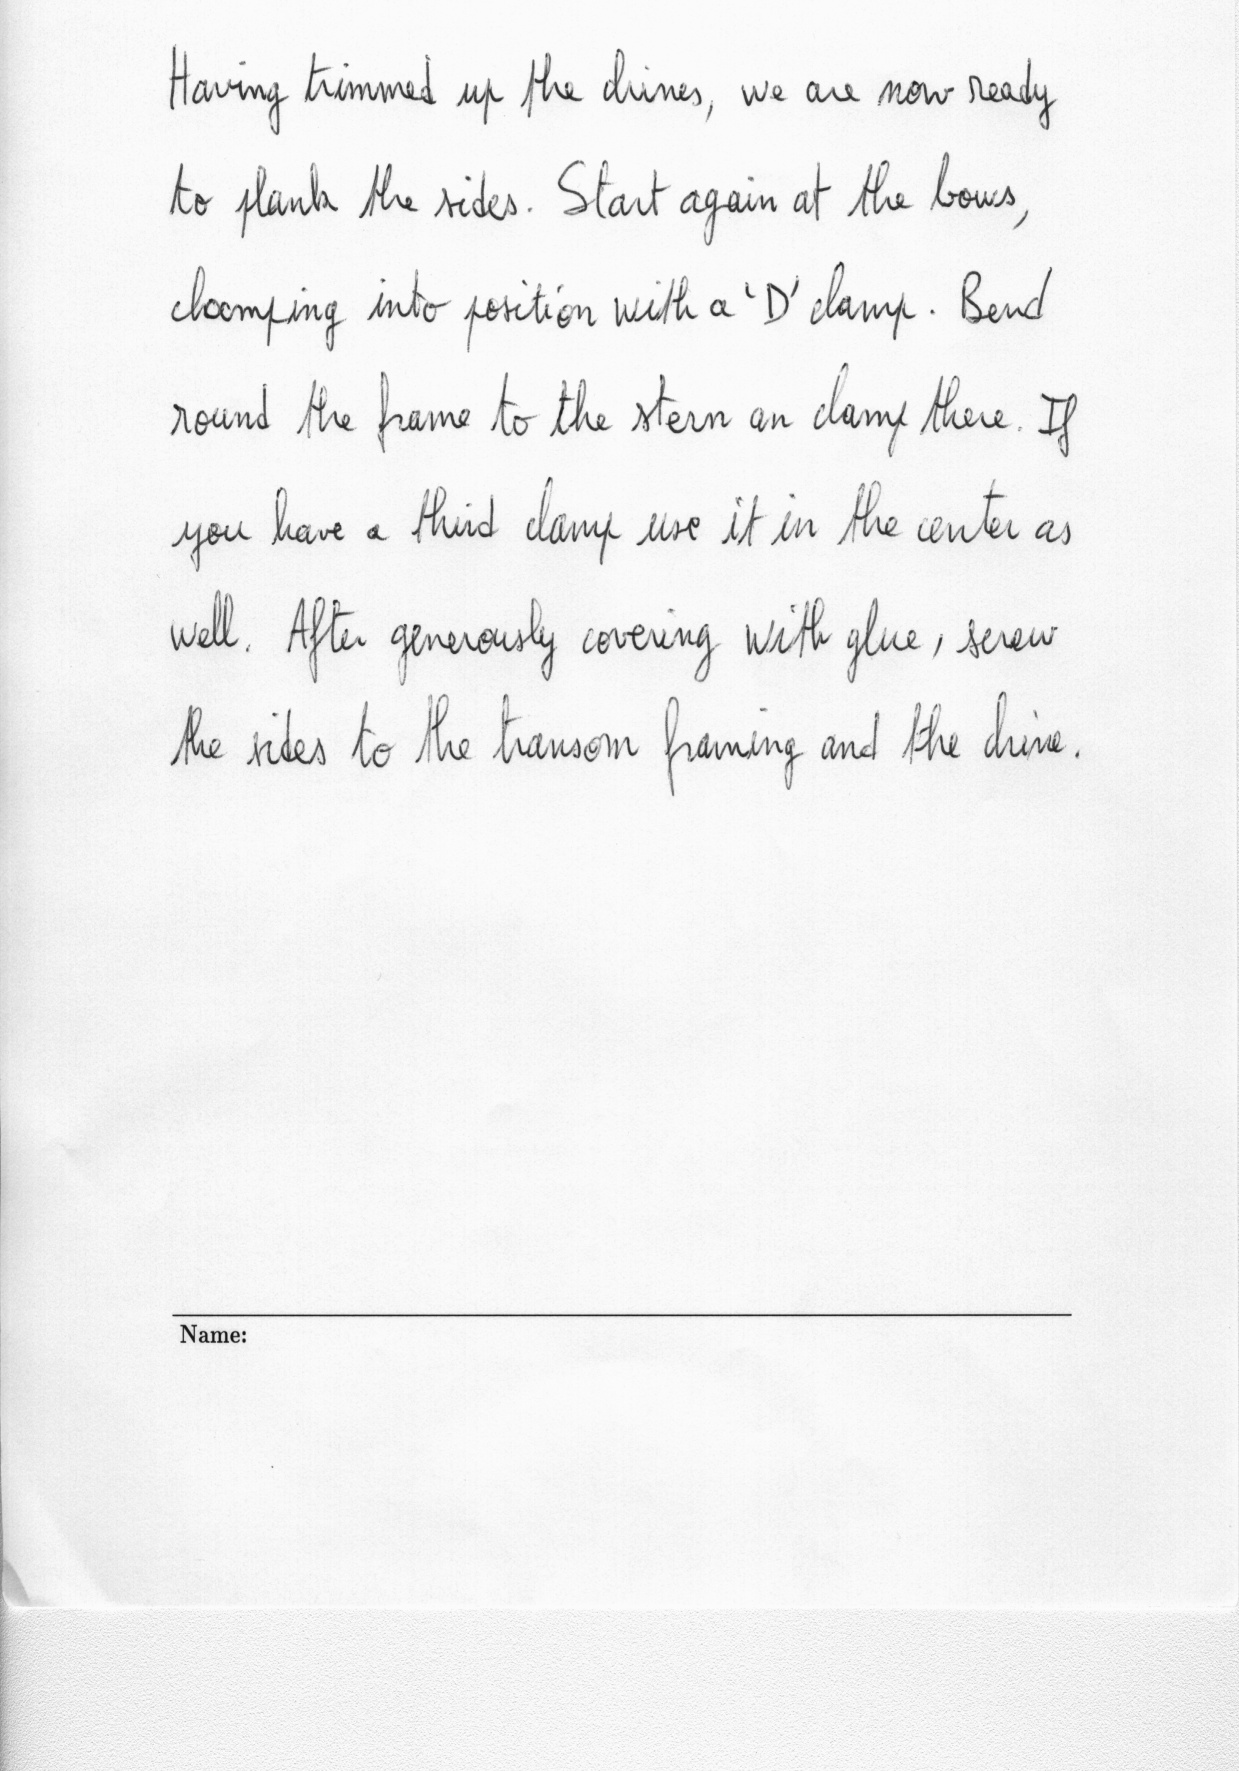 Having trimmed up the chines, we are now ready
to plank the sides. Start again at the bows,
clamping into position with a 'D' clamp. Bend
round the frame to the stern an clamp there. If
you have a third clamp use it in the center as
well. After generously covering with glue, screw
the sides to the transom framing and the chine.
Name: